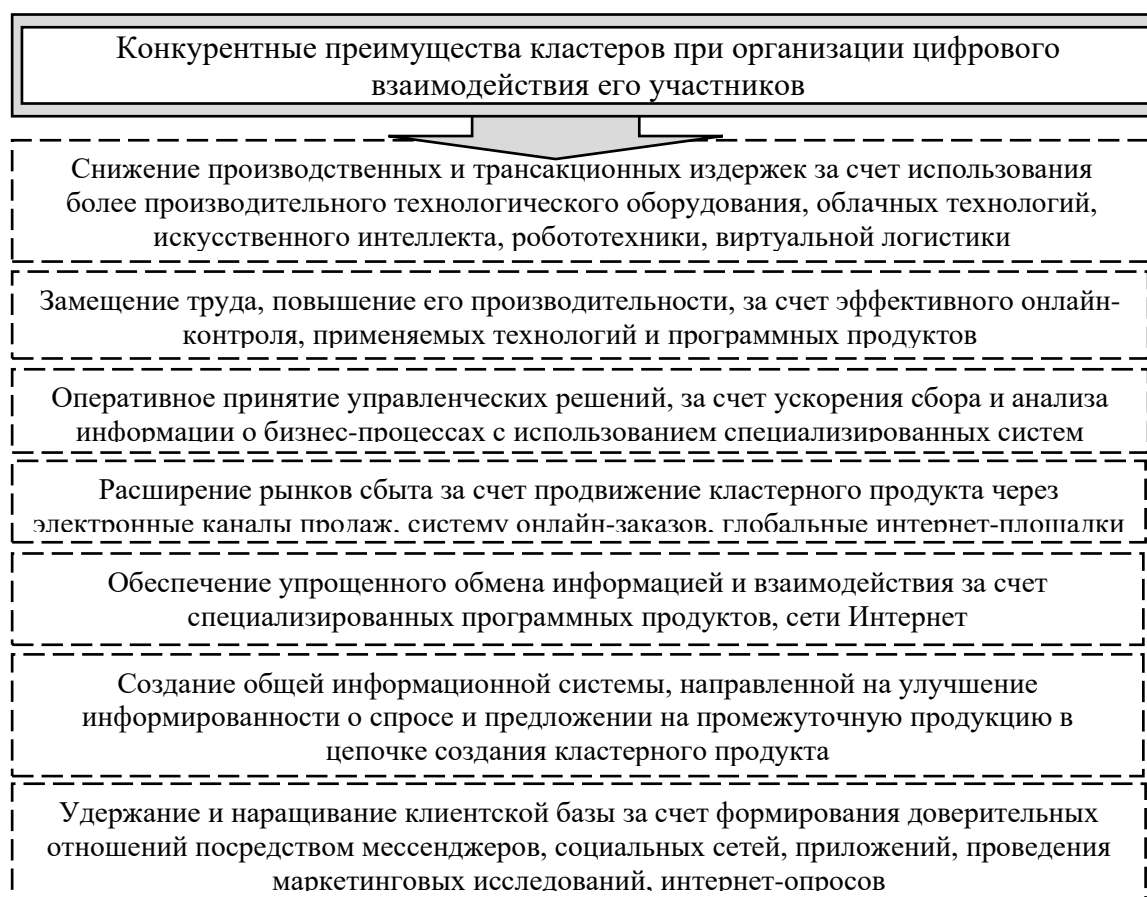 Конкурентные преимущества кластеров при организации цифрового
взаимодействия его участников
Снижение производственных и трансакционных издержек за счет использования
более производительного технологического оборудования, облачных технологий,
искусственного интеллекта, робототехники, виртуальной логистики
Замещение труда, повышение его производительности, за счет эффективного онлайн-
контроля, применяемых технологий и программных продуктов
Оперативное принятие управленческих решений, за счет ускорения сбора и анализа
информации о бизнес-процессах с использованием специализированных систем
Расширение рынков сбыта за счет продвижение кластерного продукта через
электронные каналы продаж, систему онлайн-заказов, глобальные интернет-площадки
Обеспечение упрощенного обмена информацией и взаимодействия за счет
специализированных программных продуктов, сети Интернет
Создание общей информационной системы, направленной на улучшение
информированности о спросе и предложении на промежуточную продукцию в
цепочке создания кластерного продукта
Удержание и наращивание клиентской базы за счет формирования доверительных
отношений посредством мессенджеров, социальных сетей, приложений, проведения
маркетинговых исследований, интернет-опросов